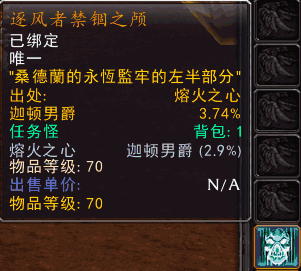 逐风者禁锢之颅
已绑定
唯一
"桑德蘭的永恆監牢的左半部分"
出处: 熔火之心
迦顿男爵 3.74%
任务怪 背包: 1
熔火之心 迦顿男爵 (2.9%)
物品等级: 70
出售单价: N/A
物品等级: 70